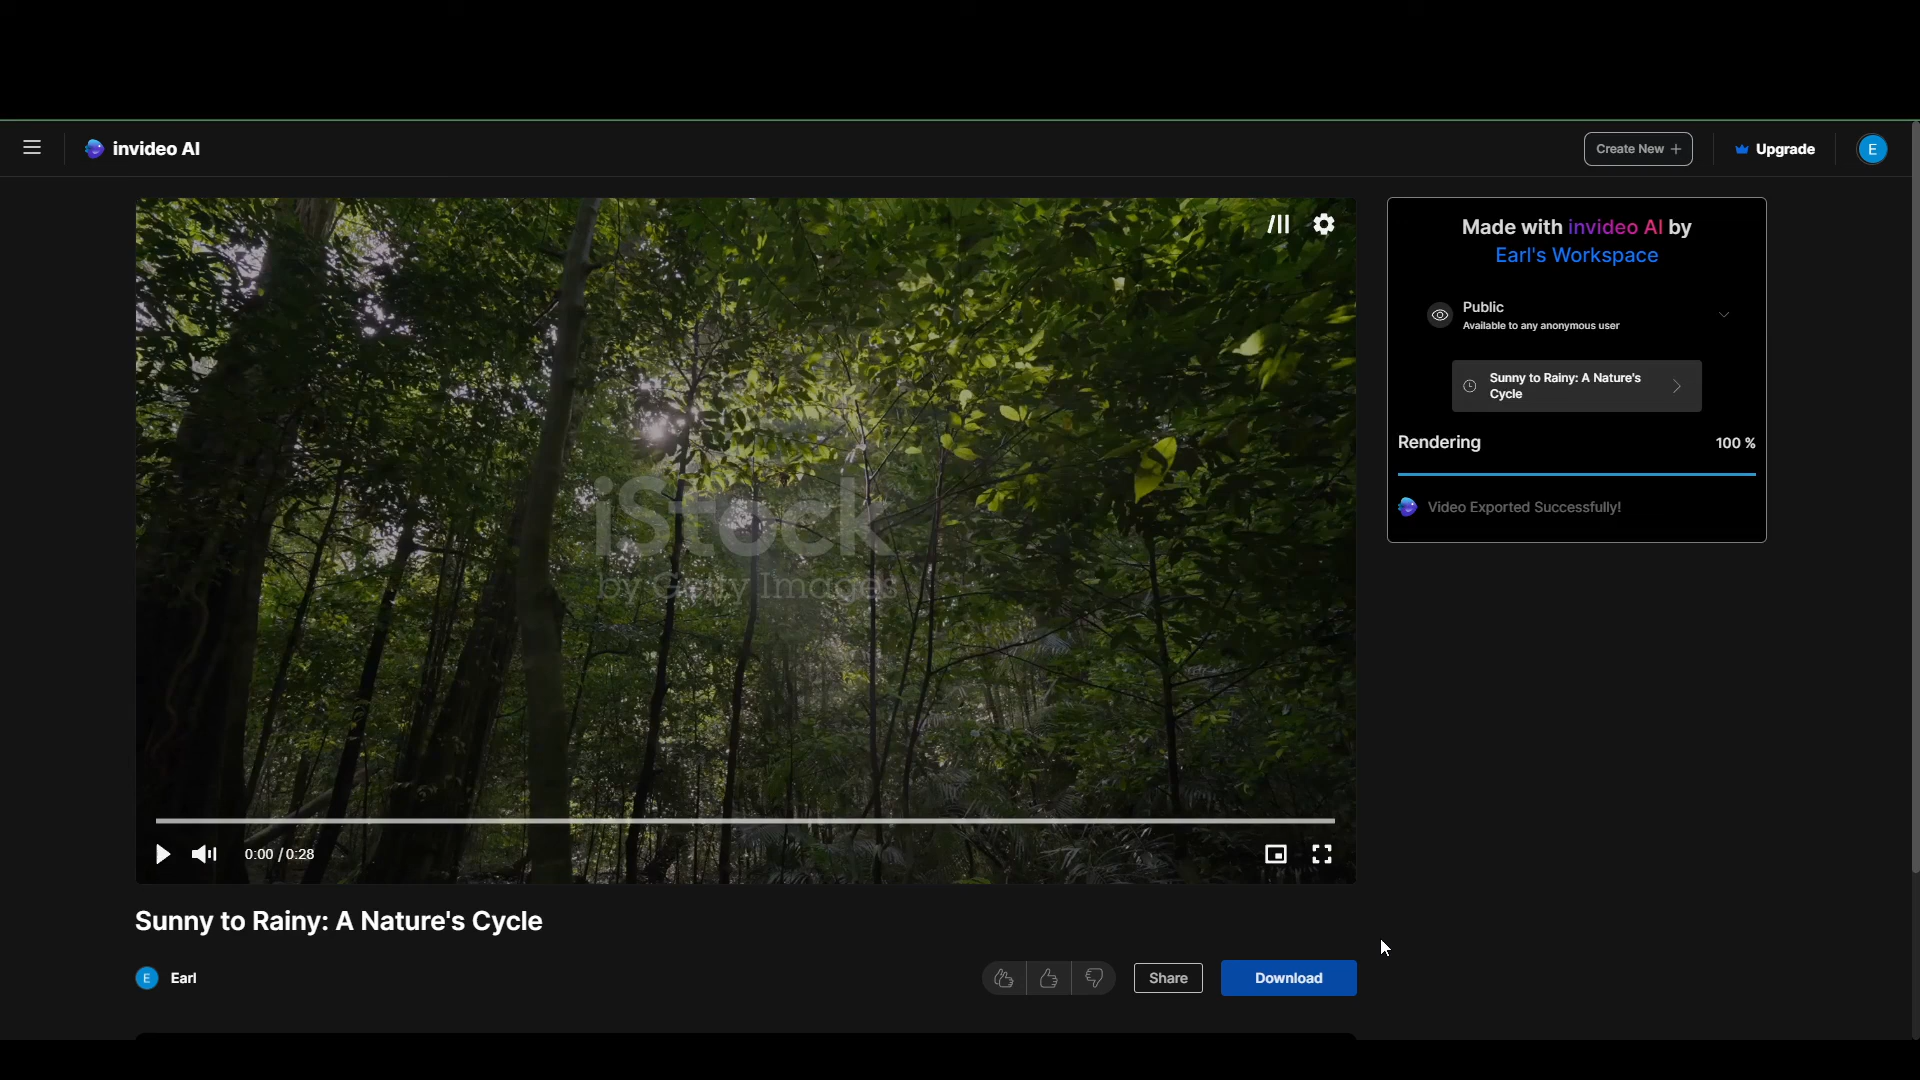 invideo AI
Create New +
Upgrade
E
Made with invideo AI by
Earl's Workspace
Public
Available to any anonymous user
Sunny to Rainy: A Nature's
Cycle
Rendering
100 %
Video Exported Successfully!
iStock
by Getty Images
0:00 / 0:28
Sunny to Rainy: A Nature's Cycle
E
Earl
Share
Download